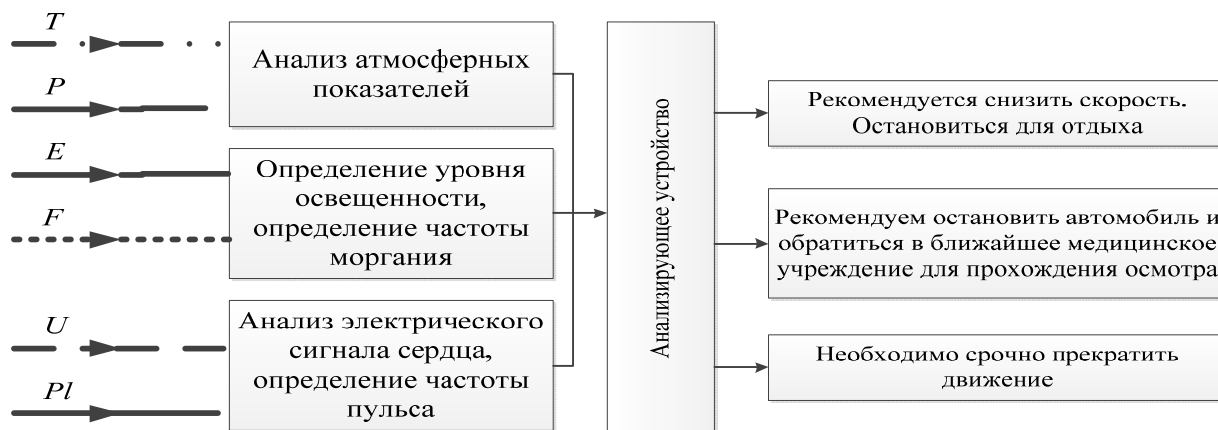 T
P
E
F
U
Pl
Анализ атмосферных
показателей
Определение уровня
освещенности,
определение частоты
моргания
Анализ электрического
сигнала сердца,
определение частоты
пульса
Анализирующее устройство
Рекомендуется снизить скорость.
Остановиться для отдыха
Рекомендуем остановить автомобиль и
обратиться в ближайшее медицинское
учреждение для прохождения осмотра
Необходимо срочно прекратить
движение